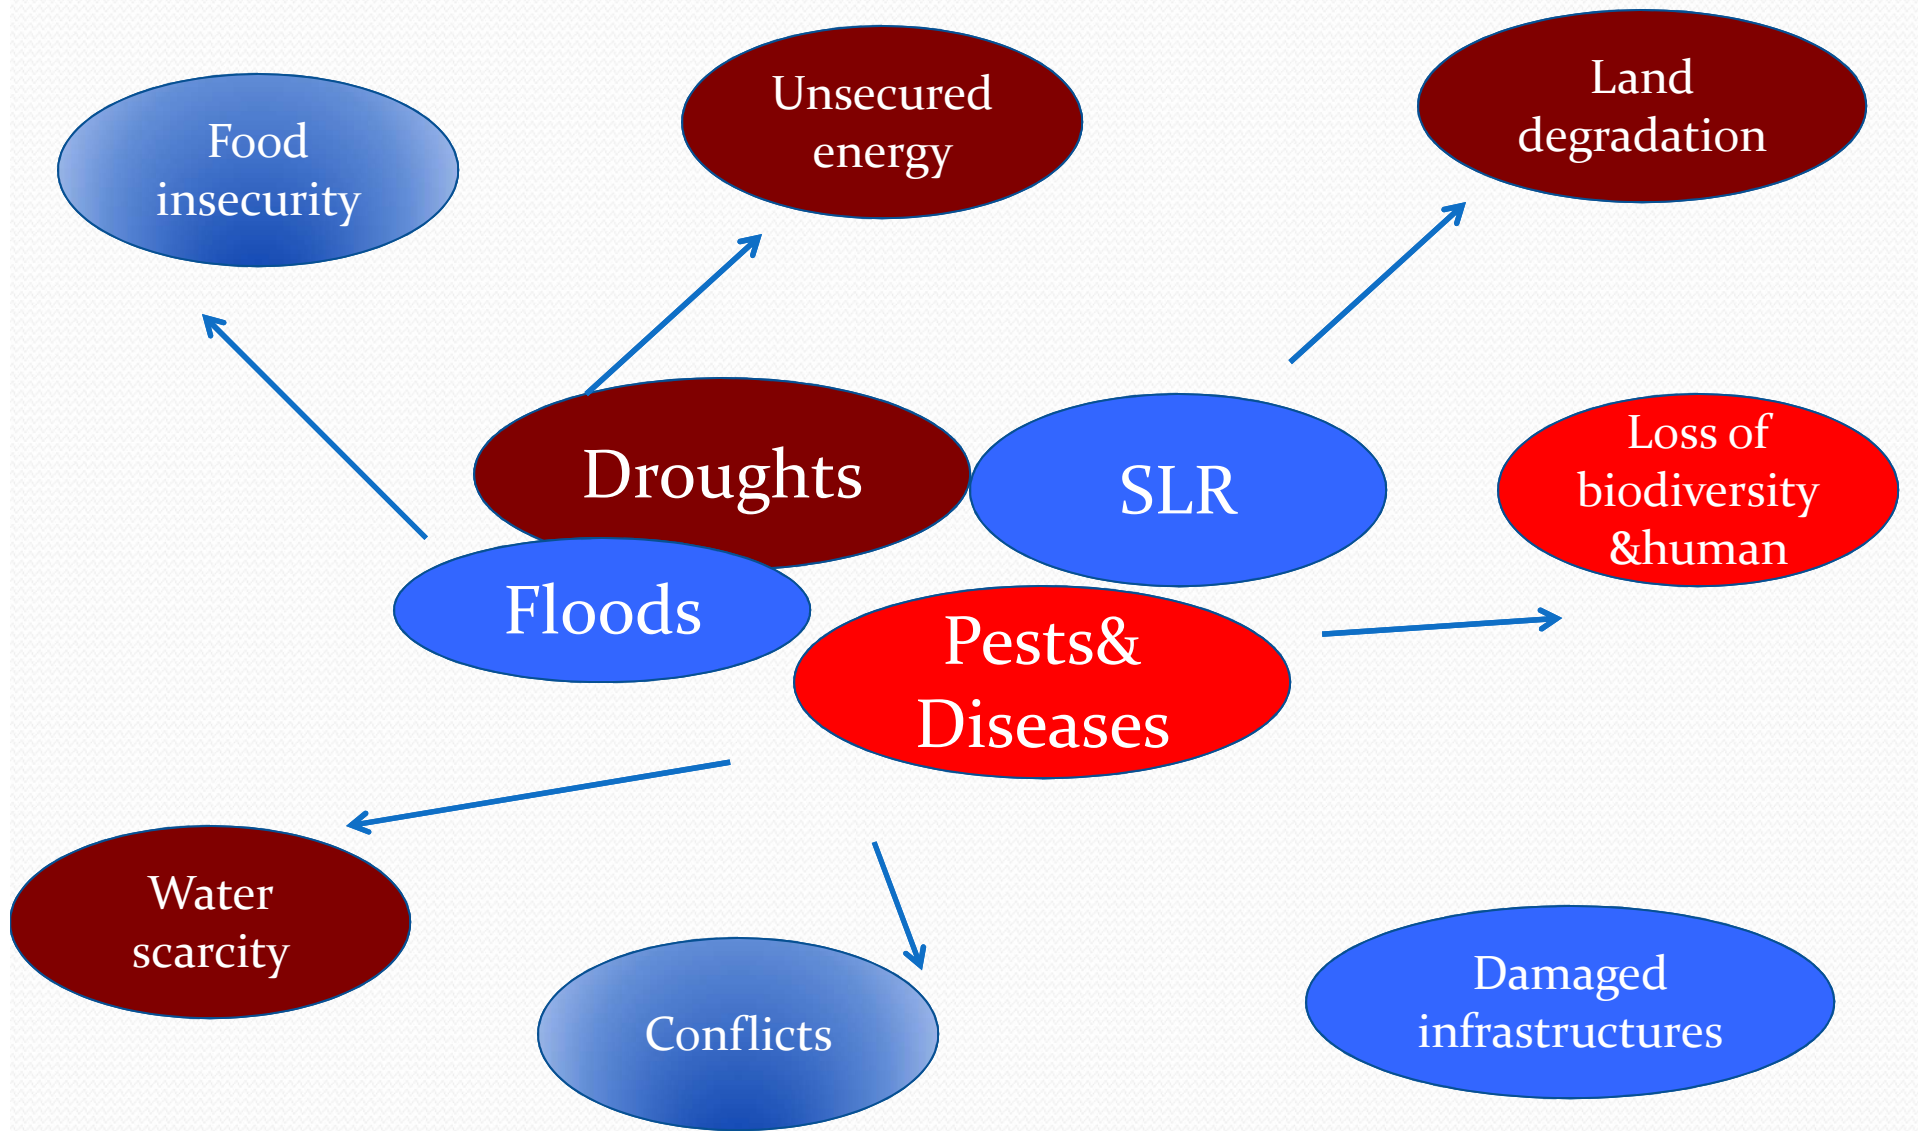 Food
insecurity
Unsecured
energy
Land
degradation
Droughts
SLR
Loss of
biodiversity
&human
Floods
Pests&
Diseases
Water
scarcity
Conflicts
Damaged
infrastructures